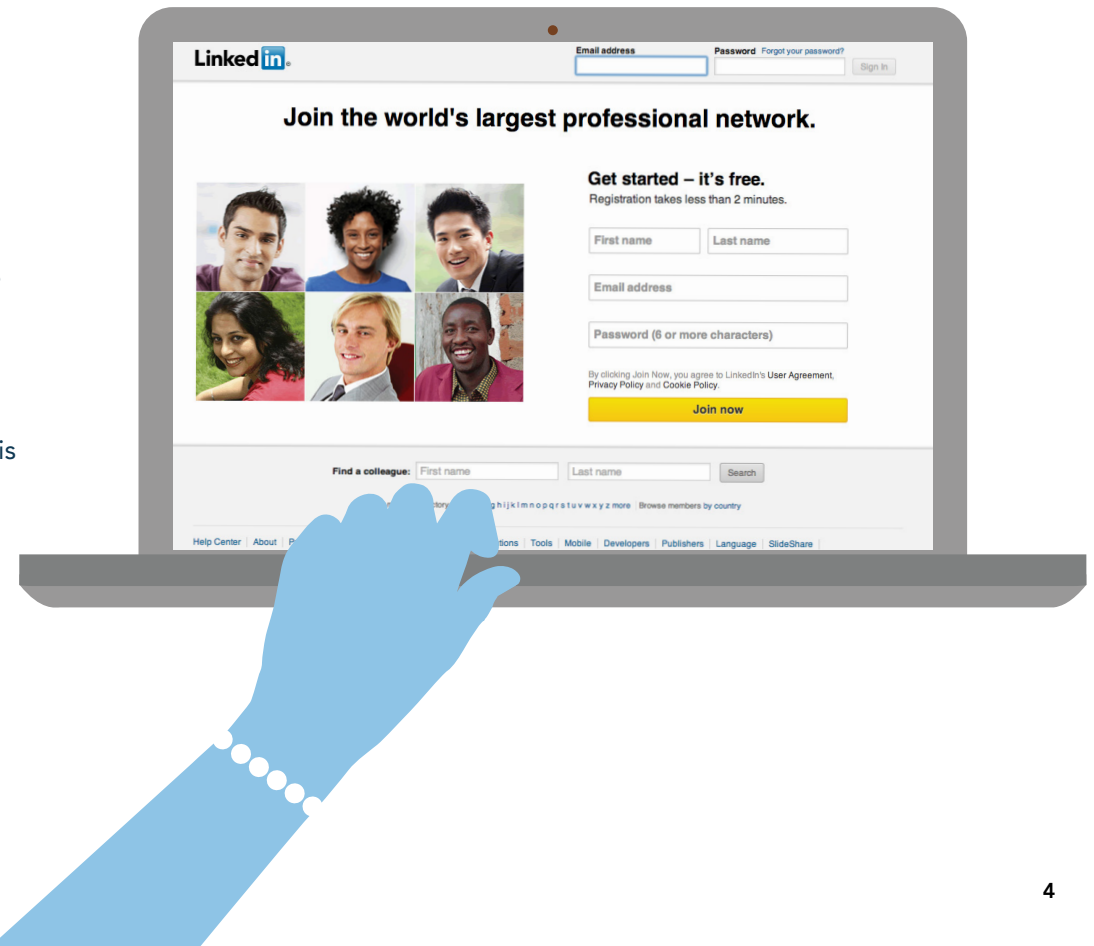 Linked in®
Email address
Password Forgot your password?
Sign In
Join the world's largest professional network.
Get started – it's free.
Registration takes less than 2 minutes.
First name
Last name
Email address
Password (6 or more characters)
By clicking Join Now, you agree to LinkedIn's User Agreement,
Privacy Policy and Cookie Policy.
Join now
is
Find a colleague: First name Last name Search
g h i j k l m n o p q r s t u v w x y z more Browse members by country
Help Center About Tools Mobile Developers Publishers Language SlideShare
4